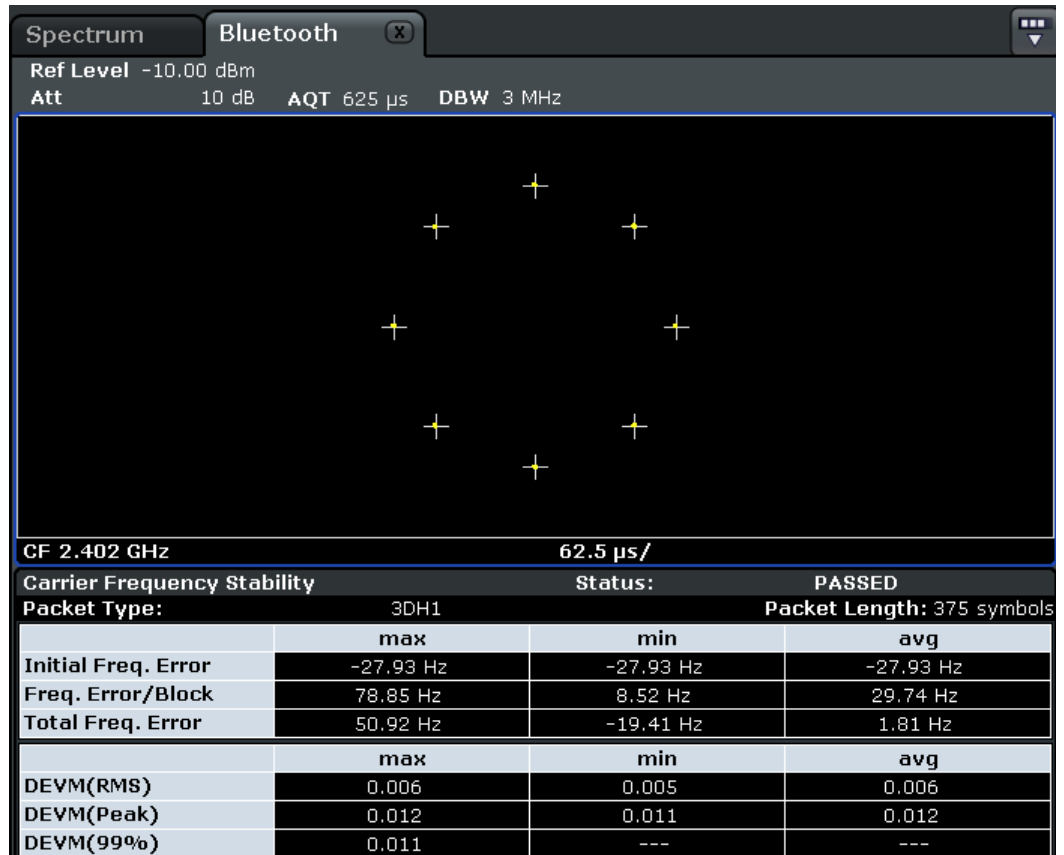 Spectrum Bluetooth X
Ref Level -10.00 dBm
Att 10 dB AQT 625 µs DBW 3 MHz
CF 2.402 GHz 62.5 µs/
Carrier Frequency Stability Status: PASSED
Packet Type: 3DH1 Packet Length: 375 symbols
max min avg
Initial Freq. Error -27.93 Hz -27.93 Hz -27.93 Hz
Freq. Error/Block 78.85 Hz 8.52 Hz 29.74 Hz
Total Freq. Error 50.92 Hz -19.41 Hz 1.81 Hz
max min avg
DEVM(RMS) 0.006 0.005 0.006
DEVM(Peak) 0.012 0.011 0.012
DEVM(99%) 0.011 --- ---